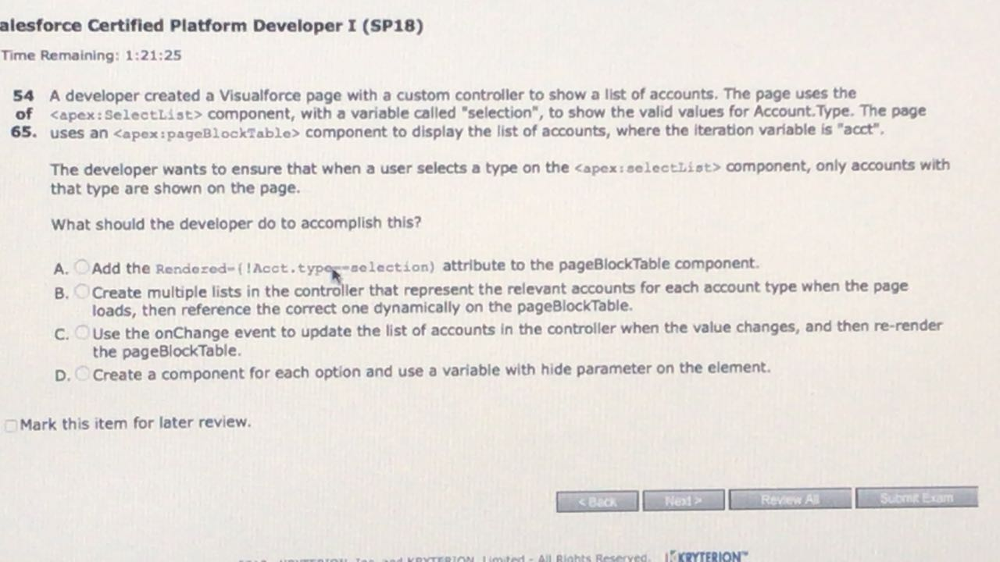 alesforce Certified Platform Developer I (SP18)
Time Remaining: 1:21:25
54 of 65. A developer created a Visualforce page with a custom controller to show a list of accounts. The page uses the
<apex:SelectList> component, with a variable called "selection", to show the valid values for Account.Type. The page
uses an <apex:pageBlockTable> component to display the list of accounts, where the iteration variable is "acct".
The developer wants to ensure that when a user selects a type on the <apex:selectList> component, only accounts with
that type are shown on the page.
What should the developer do to accomplish this?
A. Add the Rendered={!Acct.type==selection} attribute to the pageBlockTable component.
B. Create multiple lists in the controller that represent the relevant accounts for each account type when the page
loads, then reference the correct one dynamically on the pageBlockTable.
C. Use the onChange event to update the list of accounts in the controller when the value changes, and then re-render
the pageBlockTable.
D. Create a component for each option and use a variable with hide parameter on the element.
Mark this item for later review.
< Back Next > Review All Submit Exam
KRYTERION, Inc. and KRYTERION, Limited - All Rights Reserved. KRYTERION™